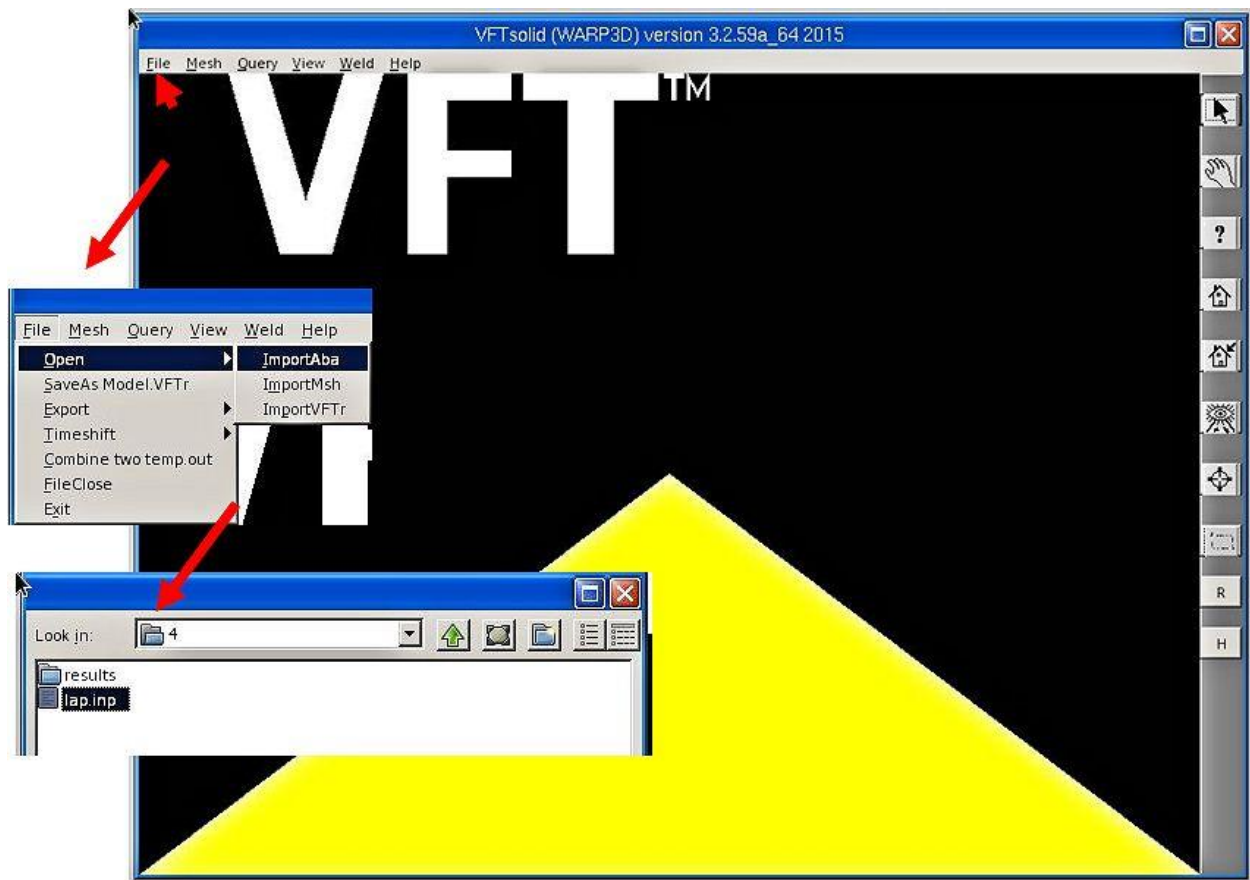 VFTsolid (WARP3D) version 3.2.59a_64 2015
File Mesh Query View Weld Help
VFT™
?
R
H
File Mesh Query View Weld Help
Open ImportAba
SaveAs Model.VFTr ImportMsh
Export ImportVFTr
Timeshift
Combine two temp.out
FileClose
Exit
Look in: 4
results
lap.inp